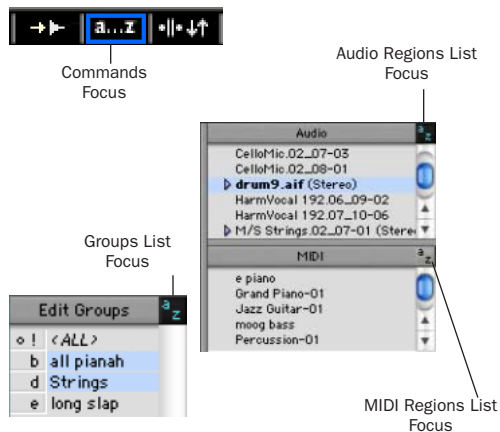 a...z
Commands
Focus
Audio Regions List
Focus
Audio
a z
CelloMic.02_07-03
CelloMic.02_08-01
drum9.aif (Stereo)
HarmVocal 192.06_09-02
HarmVocal 192.07_10-06
M/S Strings.02_07-01 (Stere
MIDI
a z
e piano
Grand Piano-01
Jazz Guitar-01
moog bass
Percussion-01
Groups List
Focus
Edit Groups
a z
! <ALL>
b all pianah
d Strings
e long slap
MIDI Regions List
Focus